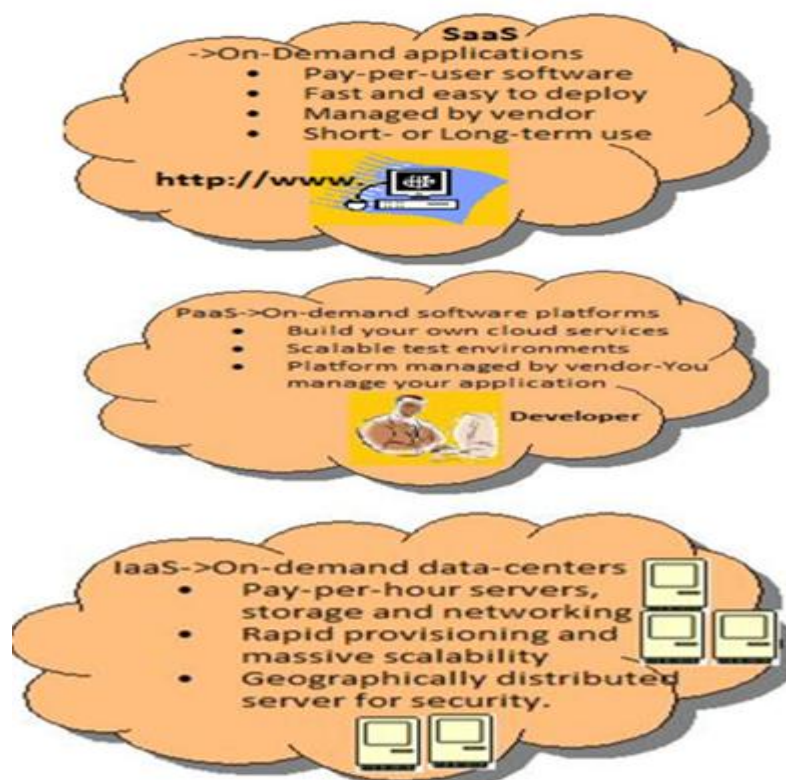 SaaS
->On-Demand applications
• Pay-per-user software
• Fast and easy to deploy
• Managed by vendor
• Short- or Long-term use
http://www.
PaaS->On-demand software platforms
• Build your own cloud services
• Scalable test environments
• Platform managed by vendor-You
manage your application
Developer
IaaS->On-demand data-centers
• Pay-per-hour servers,
storage and networking
• Rapid provisioning and
massive scalability
• Geographically distributed
server for security.